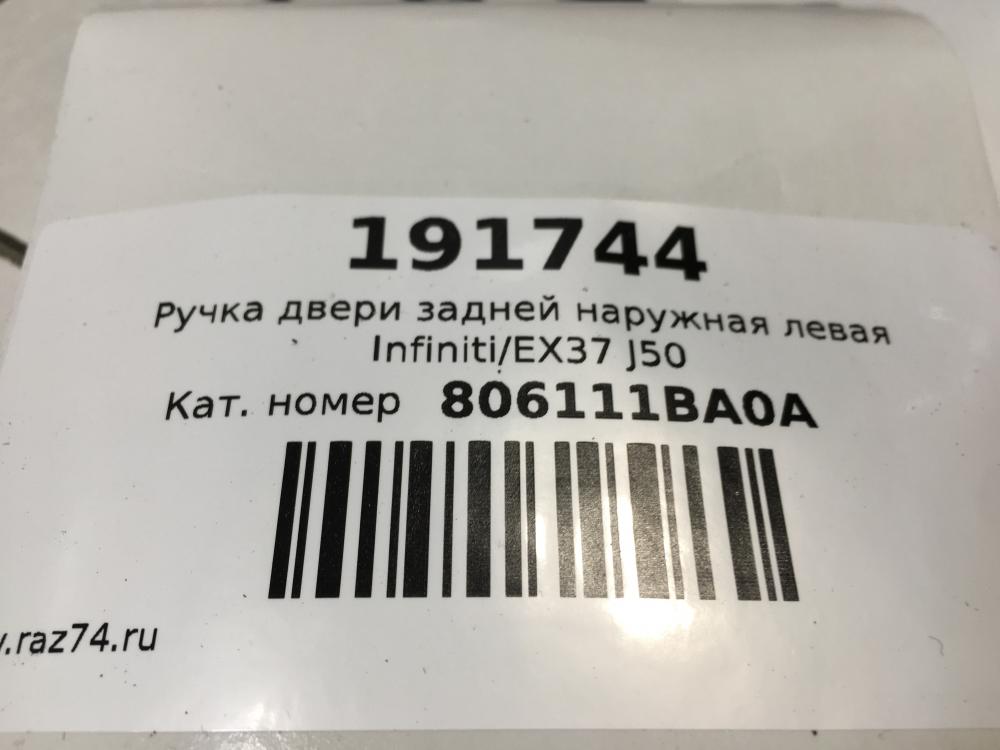 191744
Ручка двери задней наружная левая
Infiniti/EX37 J50
Кат. номер 806111BA0A
.raz74.ru